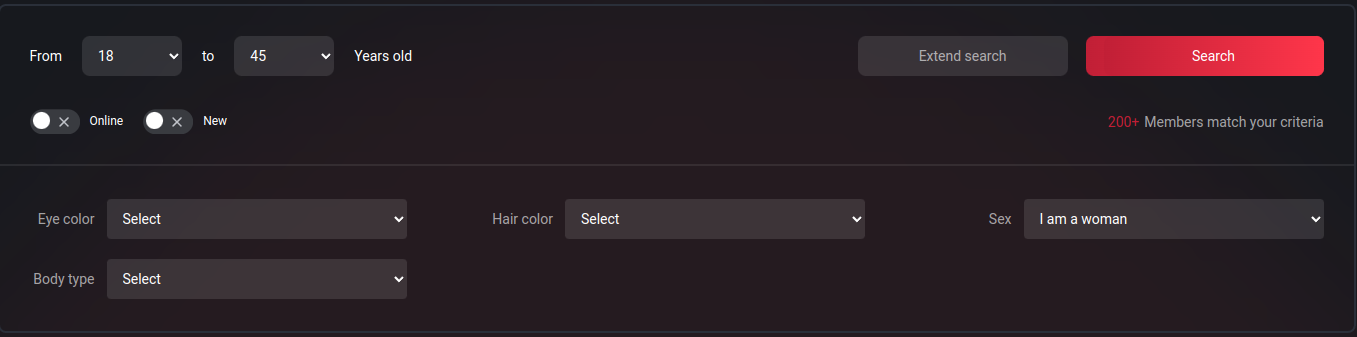 From 18 to 45 Years old Extend search Search
Online New 200+ Members match your criteria
Eye color Select Hair color Select Sex I am a woman
Body type Select